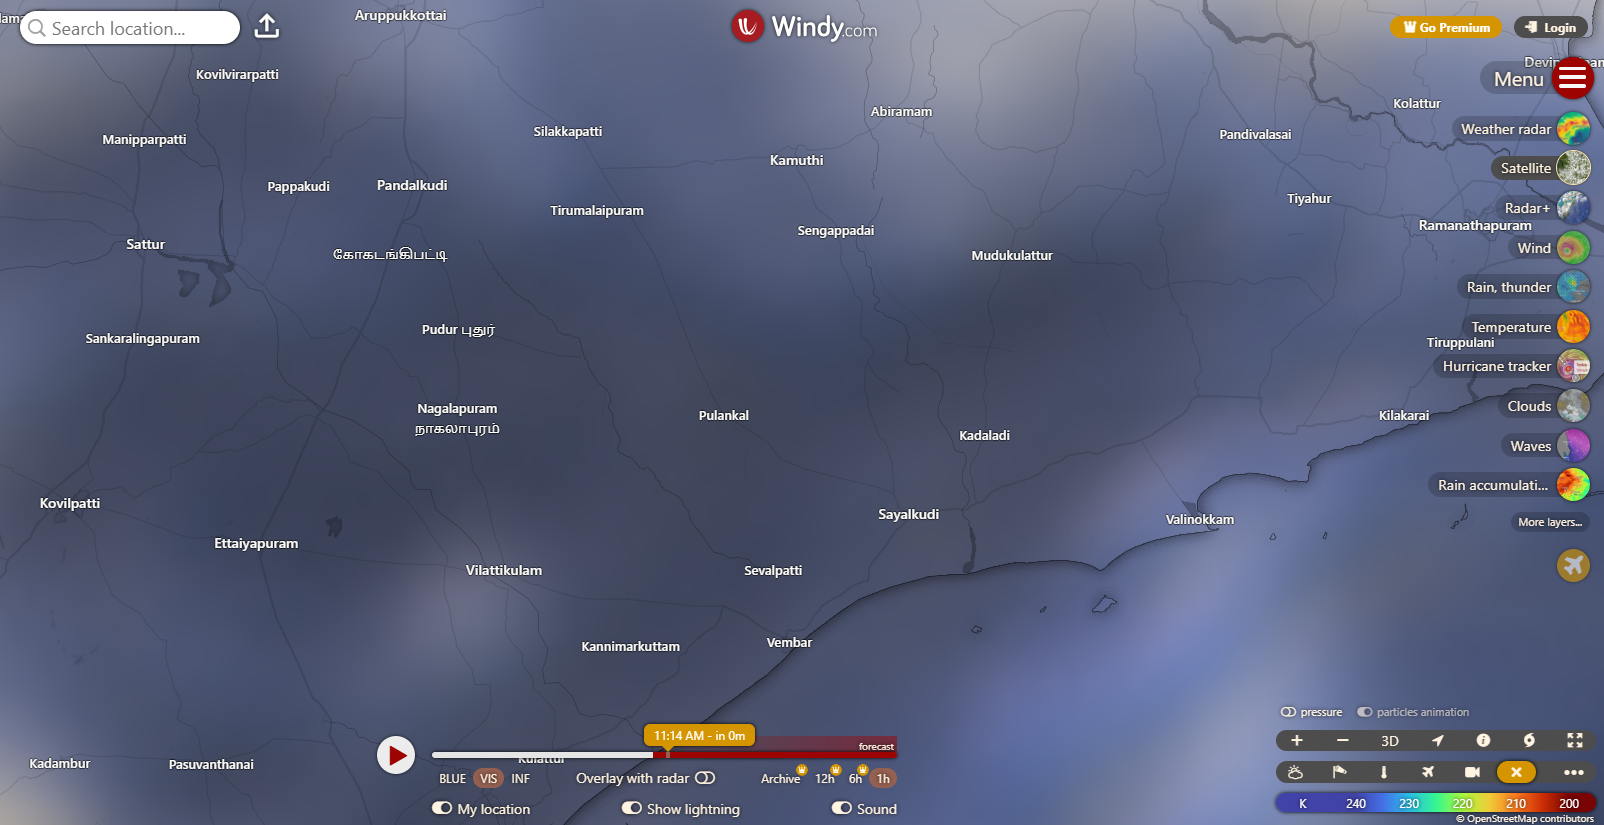 Aruppukkottai
Search location...
Windy.com
Go Premium
Login
Menu
Kovilvirarpatti
Kolattur
Abiramam
Weather radar
Silakkapatti
Pandivalasai
Manipparpatti
Kamuthi
Satellite
Pappakudi
Pandalkudi
Tiyahur
Radar+
Tirumalaipuram
Ramanathapuram
Sengappadai
Sattur
Wind
கோகடங்கிபட்டி
Mudukulattur
Rain, thunder
Temperature
Pudur புதுர்
Sankaralingapuram
Tiruppulani
Hurricane tracker
Clouds
Nagalapuram
நாகலாபுரம்
Pulankal
Kilakarai
Kadaladi
Waves
Rain accumulati...
Kovilpatti
Sayalkudi
Valinokkam
More layers...
Ettaiyapuram
Vilattikulam
Sevalpatti
Kannimarkuttam
Vembar
pressure
particles animation
11:14 AM - in 0m
forecast
3D
Kadambur
Pasuvanthanai
Kulattur
BLUE VIS INF
Overlay with radar
Archive 12h 6h 1h
K 240 230 220 210 200
My location
Show lightning
Sound
© OpenStreetMap contributors